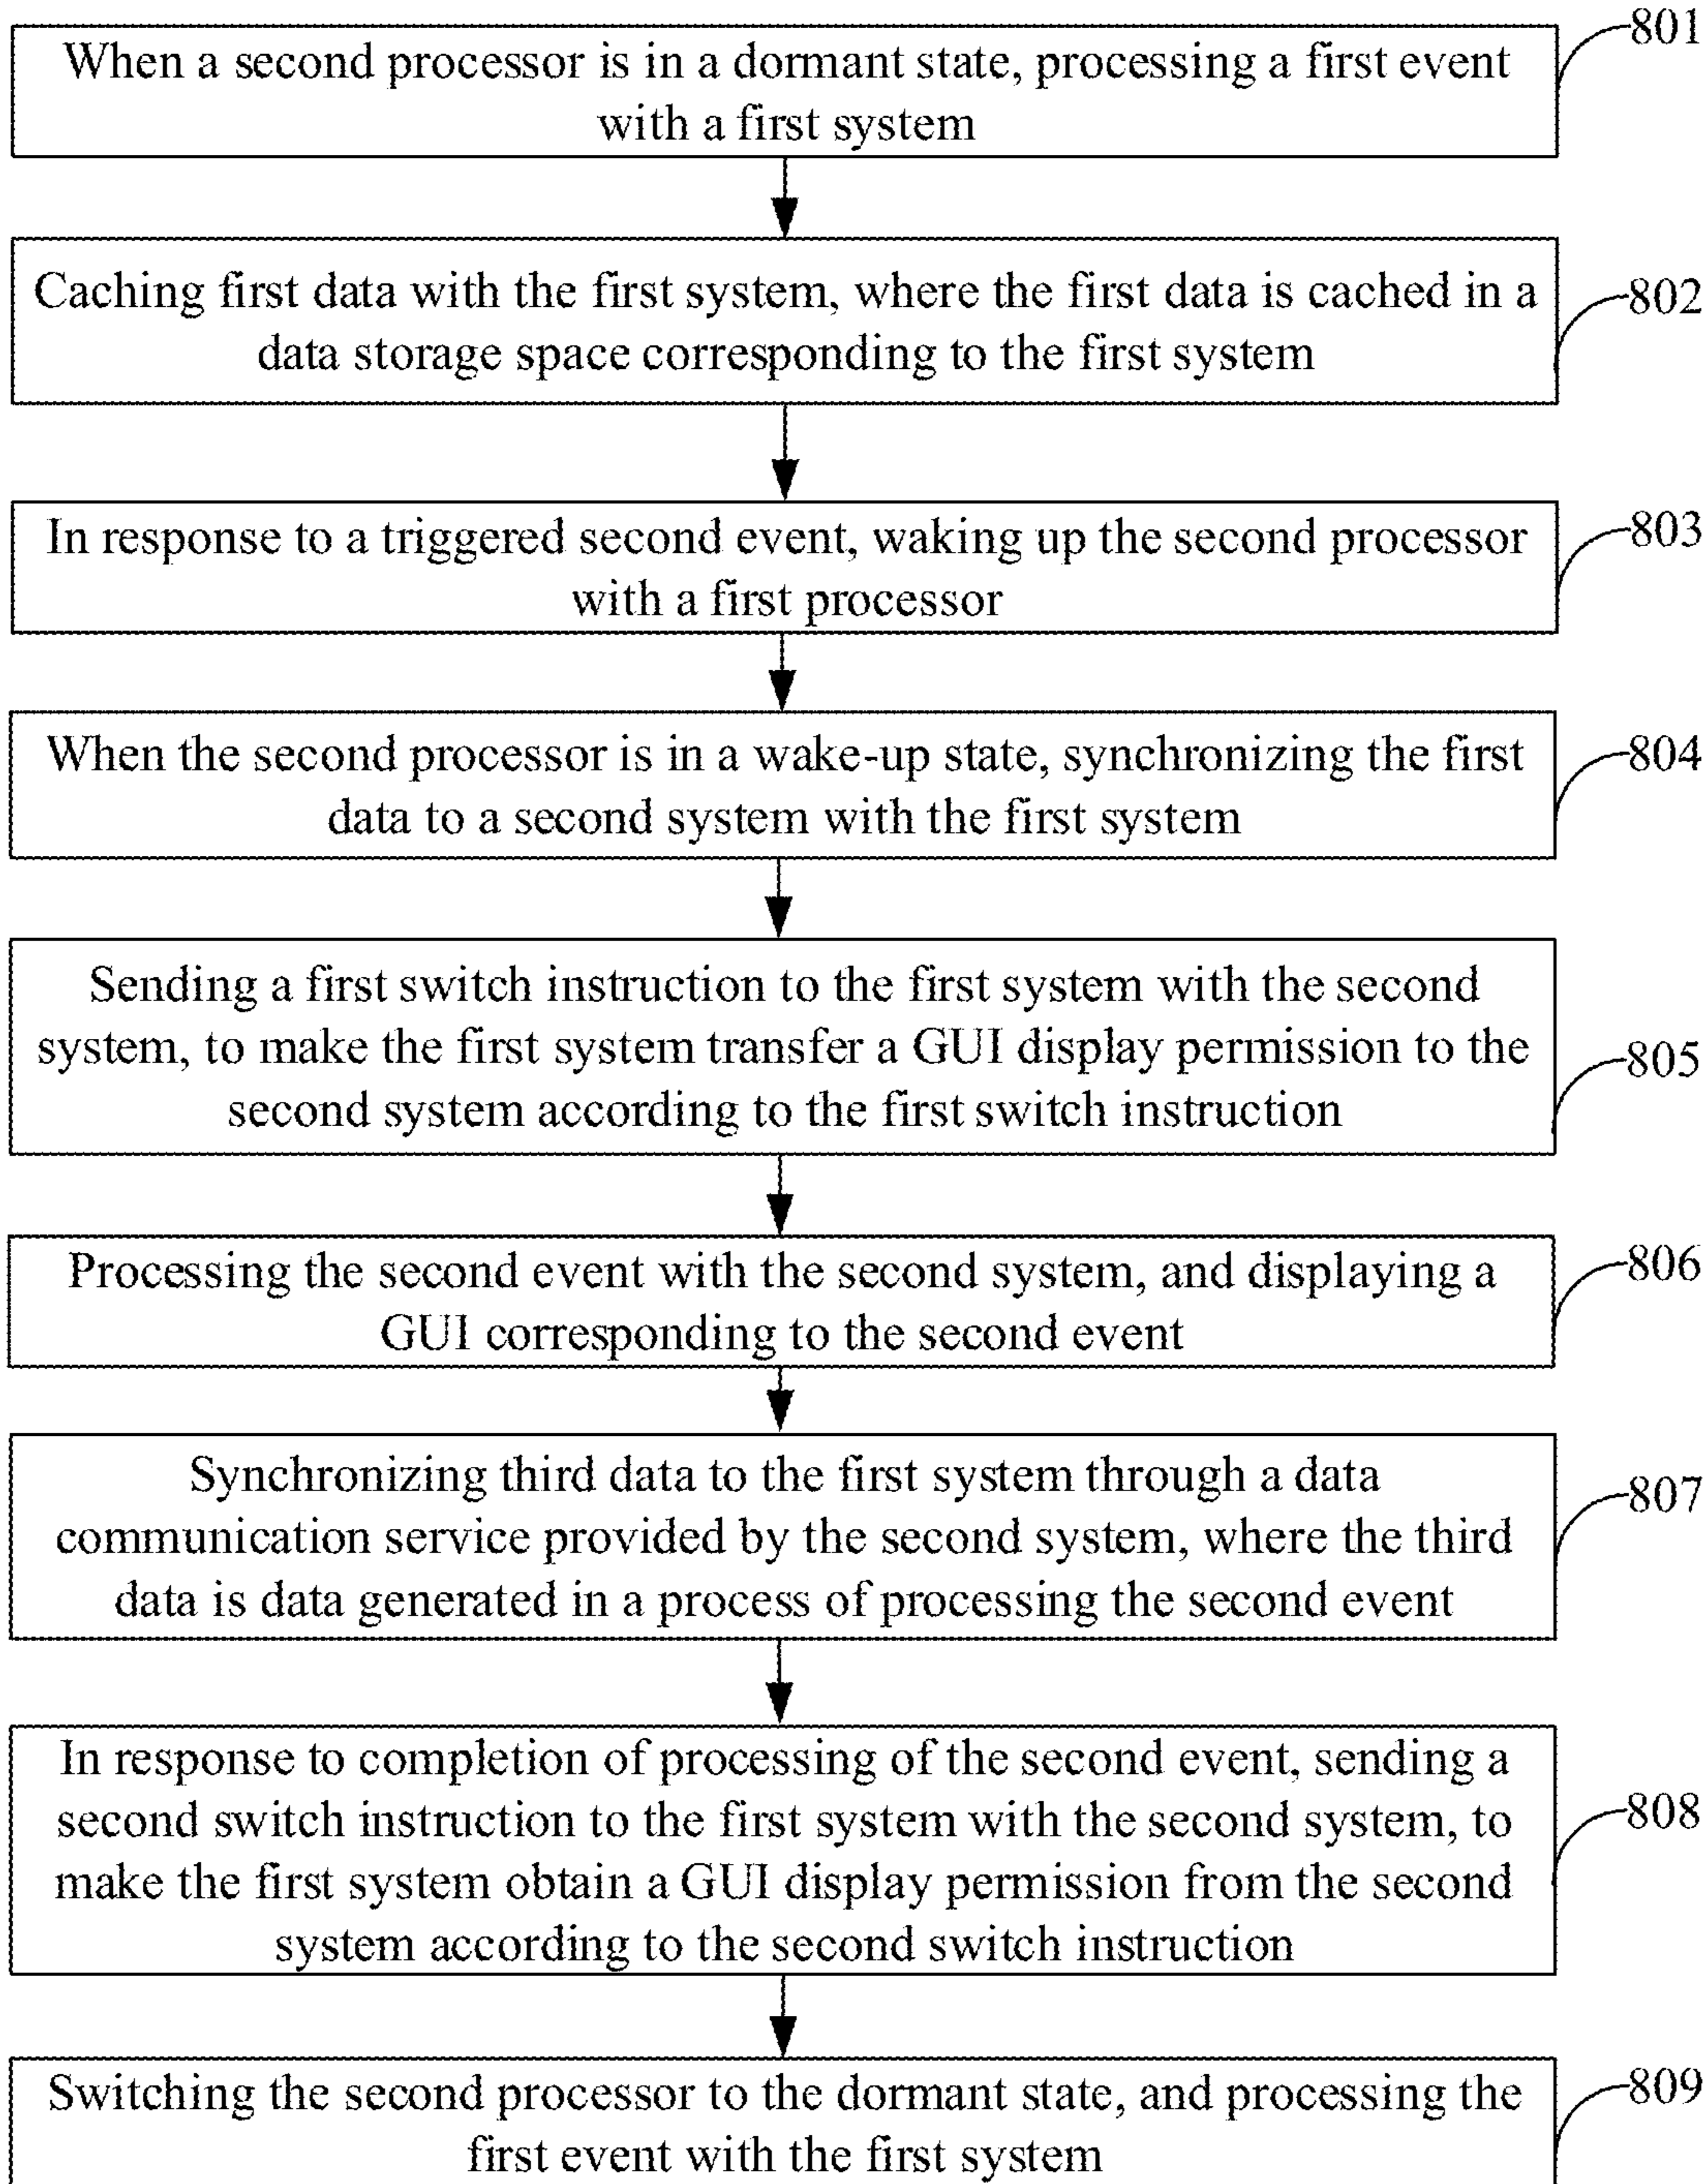 801
When a second processor is in a dormant state, processing a first event
with a first system
Caching first data with the first system, where the first data is cached in a
data storage space corresponding to the first system
802
In response to a triggered second event, waking up the second processor
with a first processor
803
When the second processor is in a wake-up state, synchronizing the first
data to a second system with the first system
804
Sending a first switch instruction to the first system with the second
system, to make the first system transfer a GUI display permission to the
second system according to the first switch instruction
805
Processing the second event with the second system, and displaying a
GUI corresponding to the second event
806
Synchronizing third data to the first system through a data
communication service provided by the second system, where the third
data is data generated in a process of processing the second event
807
In response to completion of processing of the second event, sending a
second switch instruction to the first system with the second system, to
make the first system obtain a GUI display permission from the second
system according to the second switch instruction
808
Switching the second processor to the dormant state, and processing the
first event with the first system
809